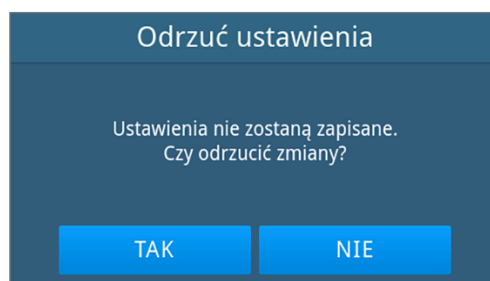 Odrzuć ustawienia
Ustawienia nie zostaną zapisane.
Czy odrzucić zmiany?
TAK
NIE